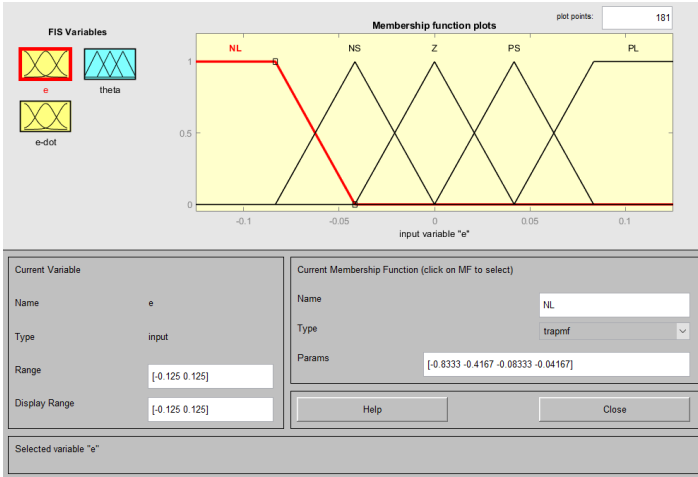 plot points: 181
FIS Variables
Membership function plots
NL NS Z PS PL
e
theta
e-dot
1
0.5
0
-0.1 -0.05 0 0.05 0.1
input variable "e"
Current Variable
Name e
Type input
Range [-0.125 0.125]
Display Range [-0.125 0.125]
Current Membership Function (click on MF to select)
Name NL
Type trapmf
Params [-0.8333 -0.4167 -0.08333 -0.04167]
Help Close
Selected variable "e"